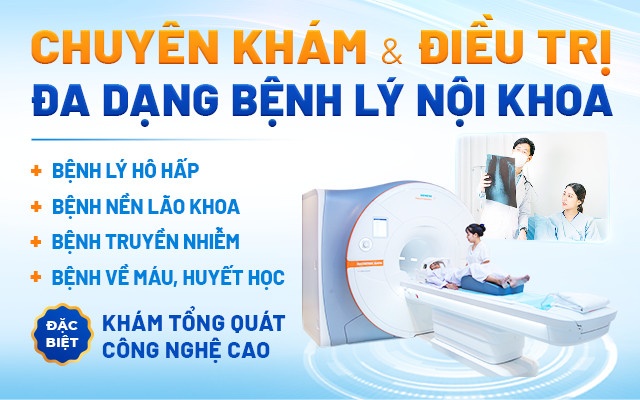 CHUYÊN KHÁM & ĐIỀU TRỊ
ĐA DẠNG BỆNH LÝ NỘI KHOA
+ BỆNH LÝ HÔ HẤP
+ BỆNH NỀN LÃO KHOA
+ BỆNH TRUYỀN NHIỄM
+ BỆNH VỀ MÁU, HUYẾT HỌC
ĐẶC
BIỆT
KHÁM TỔNG QUÁT
CÔNG NGHỆ CAO